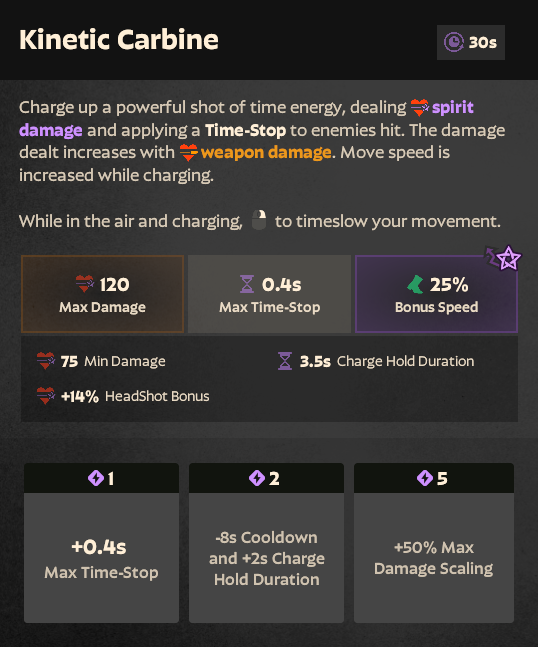 Kinetic Carbine
30s
Charge up a powerful shot of time energy, dealing spirit
damage and applying a Time-Stop to enemies hit. The damage
dealt increases with weapon damage. Move speed is
increased while charging.
While in the air and charging, to timeslow your movement.
120
Max Damage
0.4s
Max Time-Stop
25%
Bonus Speed
75 Min Damage
3.5s Charge Hold Duration
+14% HeadShot Bonus
1
+0.4s
Max Time-Stop
2
-8s Cooldown
and +2s Charge
Hold Duration
5
+50% Max
Damage Scaling